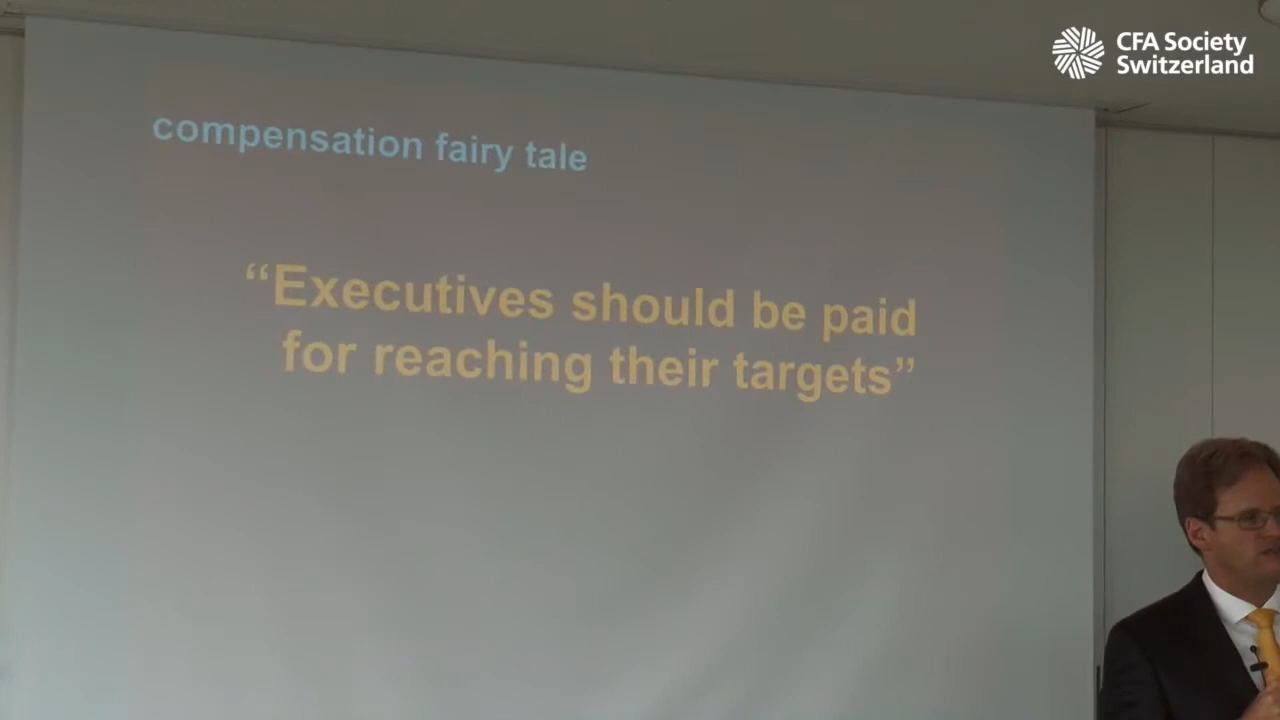 CFA Society
Switzerland
compensation fairy tale
“Executives should be paid
for reaching their targets”